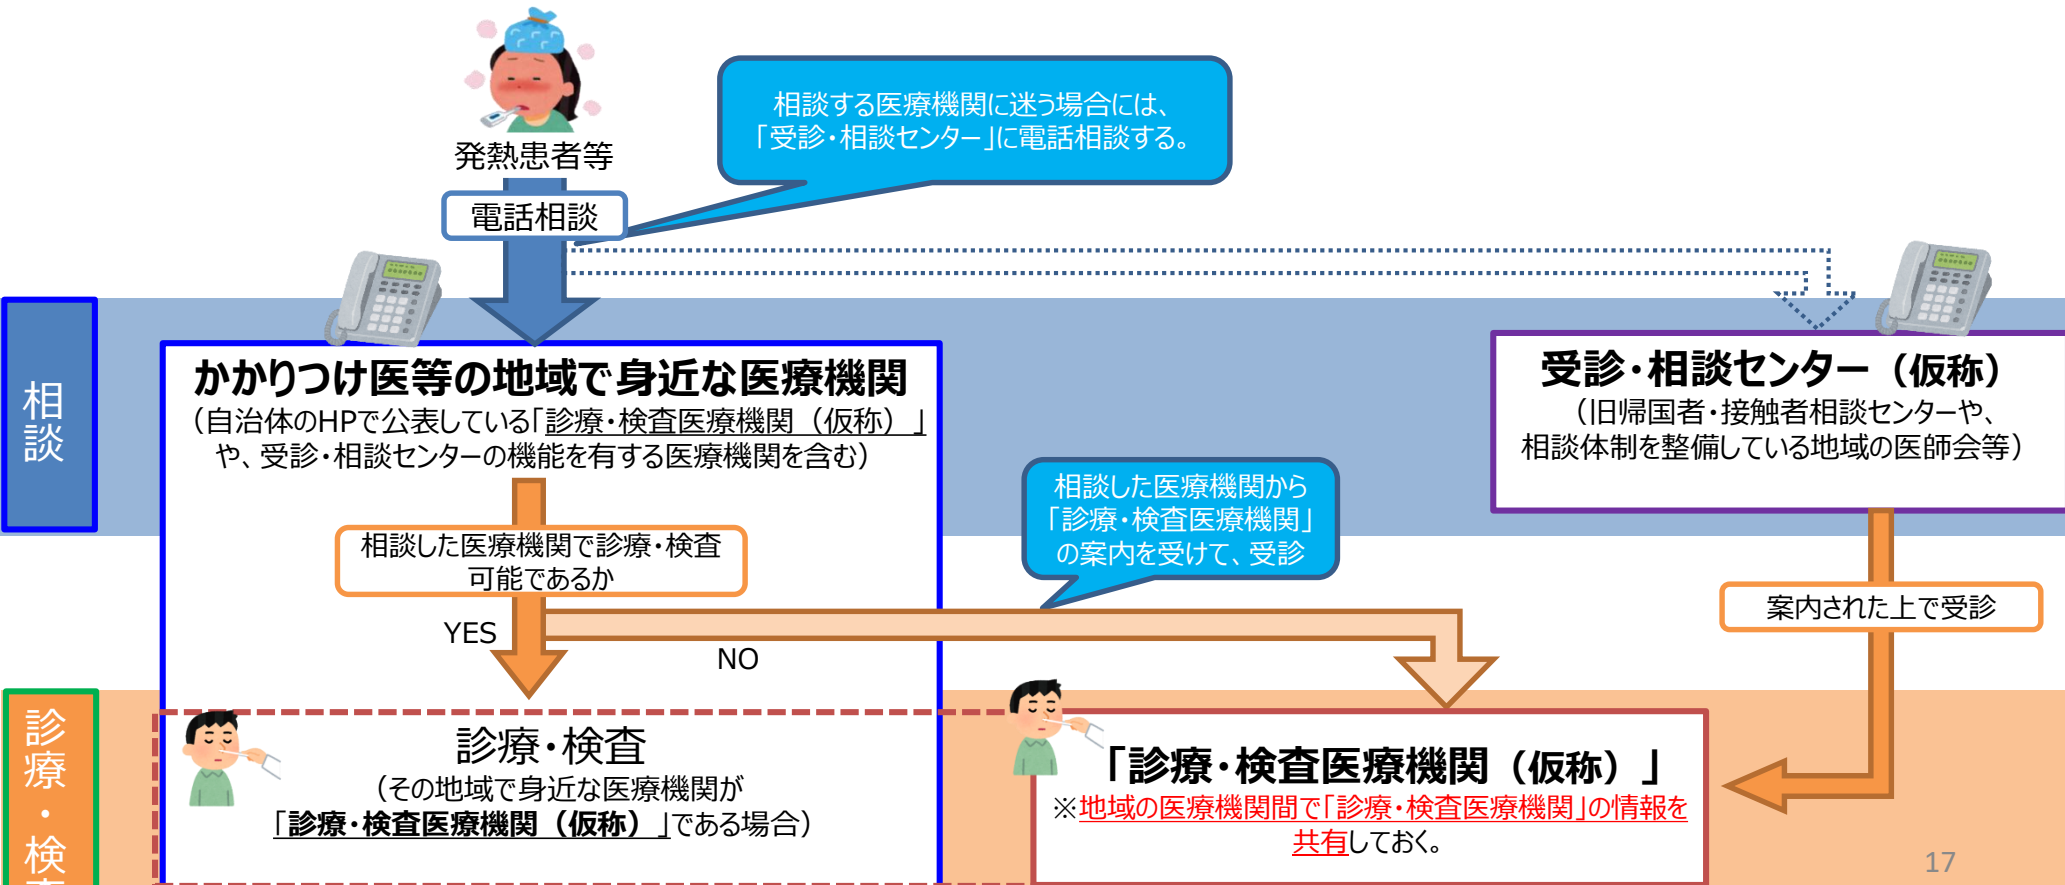 発熱患者等
相談する医療機関に迷う場合には、
「受診・相談センター」に電話相談する。
電話相談
相談
かかりつけ医等の地域で身近な医療機関
（自治体のHPで公表している「診療・検査医療機関（仮称）」
や、受診・相談センターの機能を有する医療機関を含む）
受診・相談センター（仮称）
（旧帰国者・接触者相談センターや、
相談体制を整備している地域の医師会等）
相談した医療機関から
「診療・検査医療機関」
の案内を受けて、受診
相談した医療機関で診療・検査
可能であるか
案内された上で受診
YES
NO
診療・検査
診療・検査
（その地域で身近な医療機関が
「診療・検査医療機関（仮称）」である場合）
「診療・検査医療機関（仮称）」
※地域の医療機関間で「診療・検査医療機関」の情報を
共有しておく。
17